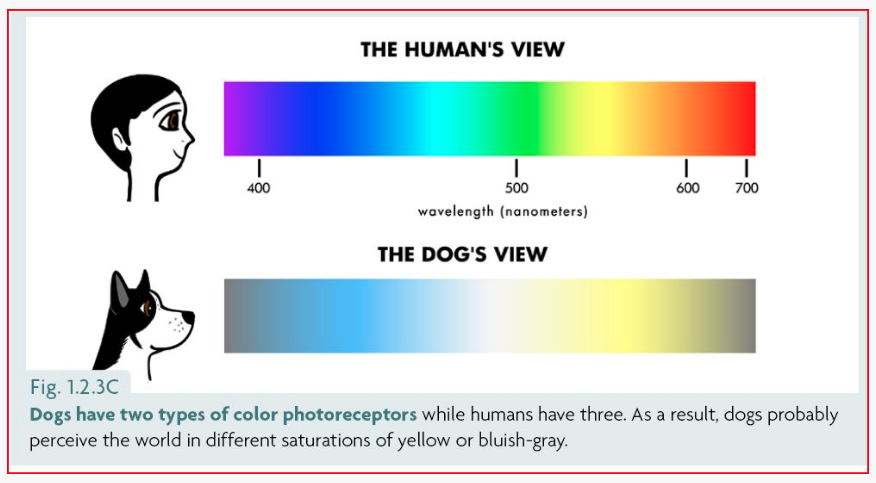 THE HUMAN'S VIEW
400 500 600 700
wavelength (nanometers)
THE DOG'S VIEW
Fig. 1.2.3C
Dogs have two types of color photoreceptors while humans have three. As a result, dogs probably
perceive the world in different saturations of yellow or bluish-gray.